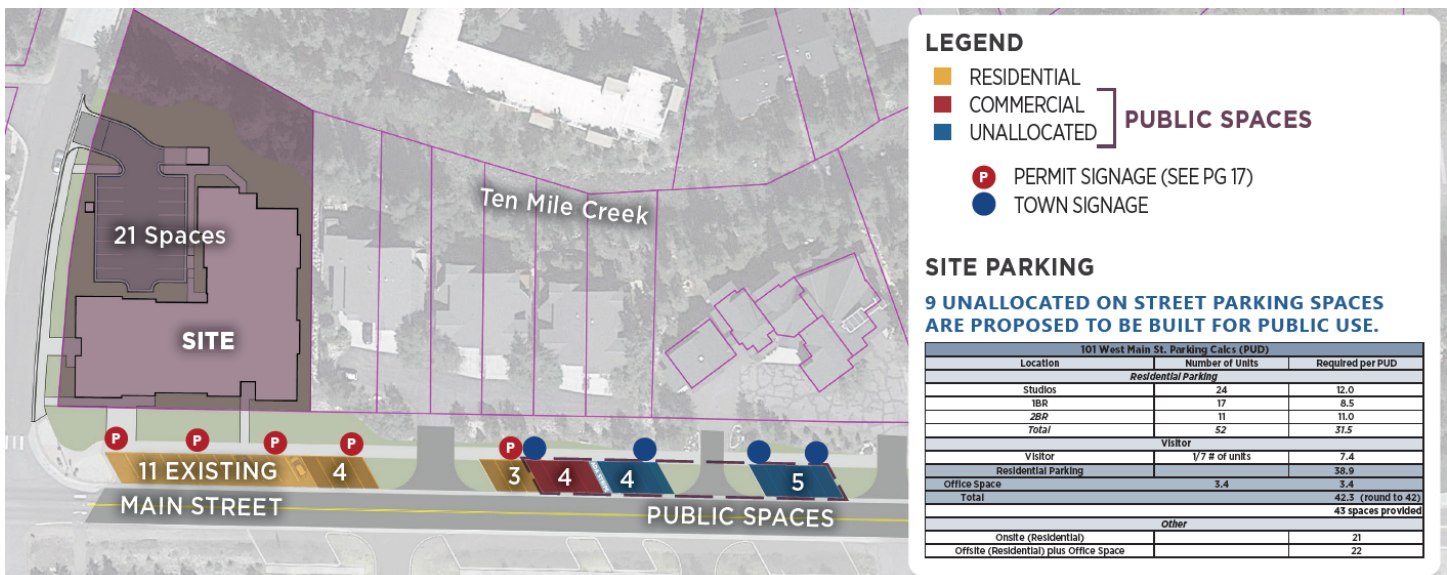 21 Spaces
SITE
Ten Mile Creek
P
P
P
P
P
11 EXISTING
4
3
4
4
5
MAIN STREET
PUBLIC SPACES
LEGEND
RESIDENTIAL
COMMERCIAL
UNALLOCATED
PUBLIC SPACES
P PERMIT SIGNAGE (SEE PG 17)
TOWN SIGNAGE
SITE PARKING
9 UNALLOCATED ON STREET PARKING SPACES
ARE PROPOSED TO BE BUILT FOR PUBLIC USE.
101 West Main St. Parking Calcs (PUD)
Location Number of Units Required per PUD
Residential Parking
Studios 24 12.0
1BR 17 8.5
2BR 11 11.0
Total 52 31.5
Visitor
Visitor 1/7 # of units 7.4
Residential Parking 38.9
Office Space 3.4 3.4
Total 42.3 (round to 42)
43 spaces provided
Other
Onsite (Residential) 21
Offsite (Residential) plus Office Space 22